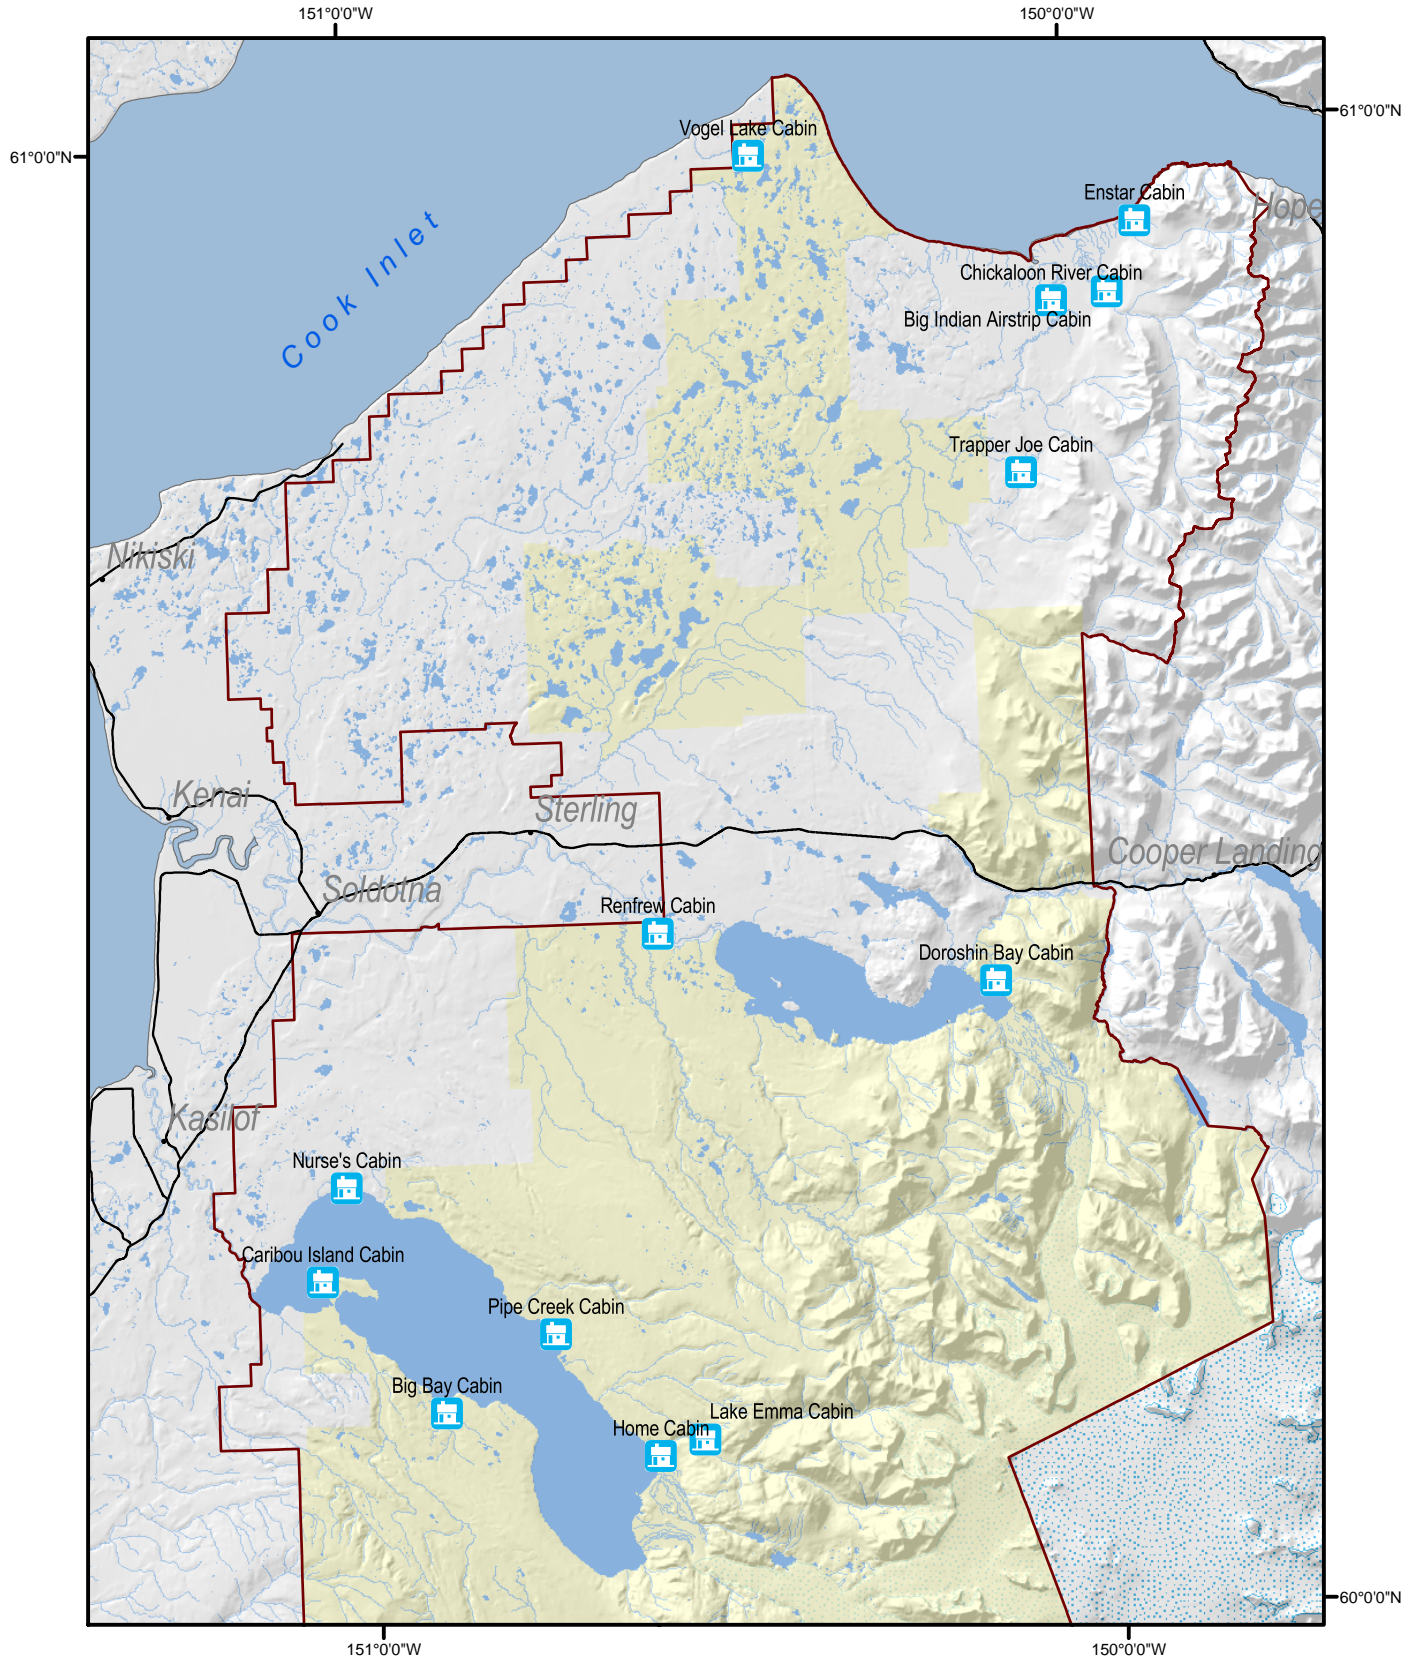 151°0'0"W
150°0'0"W
61°0'0"N
61°0'0"N
Vogel Lake Cabin
Enstar Cabin
Hope
Cook Inlet
Chickaloon River Cabin
Big Indian Airstrip Cabin
Trapper Joe Cabin
Nikiski
Kenai
Sterling
Cooper Landing
Soldotna
Renfrew Cabin
Doroshin Bay Cabin
Kasilof
Nurse's Cabin
Caribou Island Cabin
Pipe Creek Cabin
Big Bay Cabin
Lake Emma Cabin
Home Cabin
60°0'0"N
151°0'0"W
150°0'0"W